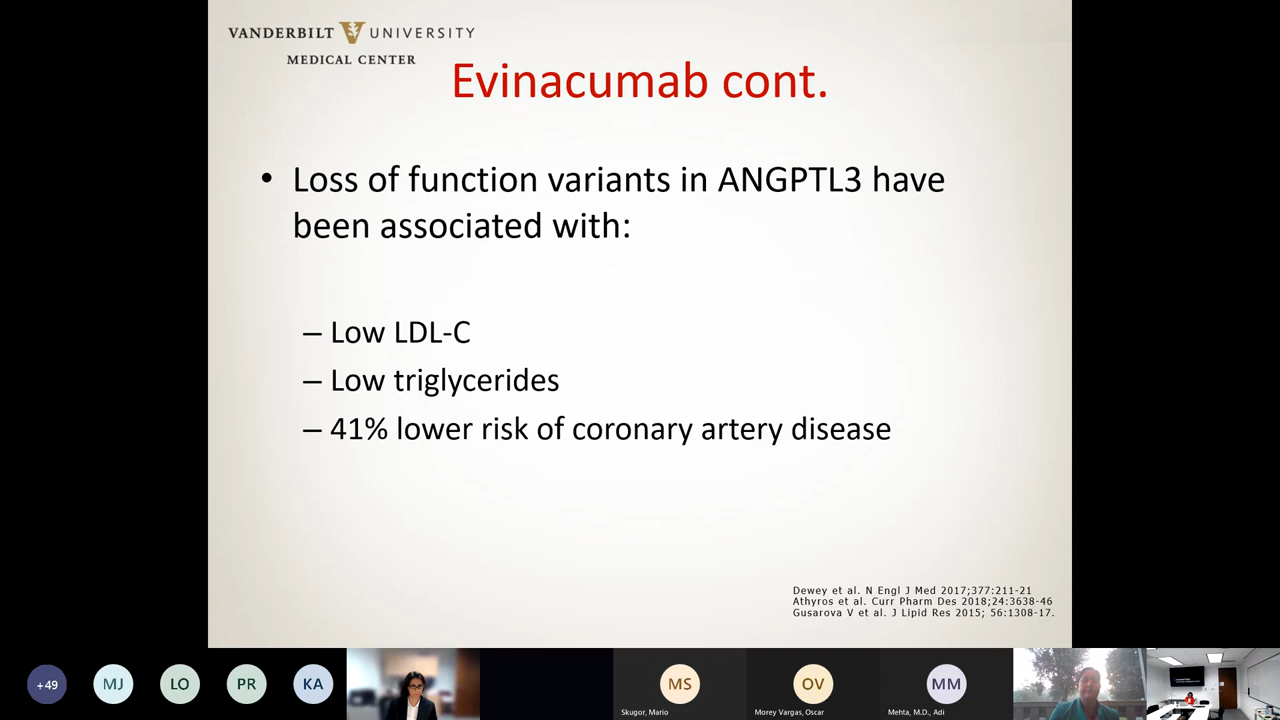 VANDERBILT UNIVERSITY
MEDICAL CENTER
Evinacumab cont.
• Loss of function variants in ANGPTL3 have
been associated with:
– Low LDL-C
– Low triglycerides
– 41% lower risk of coronary artery disease
Dewey et al. N Engl J Med 2017;377:211-21
Athyros et al. Curr Pharm Des 2018;24:3638-46
Gusarova V et al. J Lipid Res 2015; 56:1308-17.
+49 MJ LO PR KA MS OV MM
Skugor, Mario
Morey Vargas, Oscar
Mehta, M.D., Adi